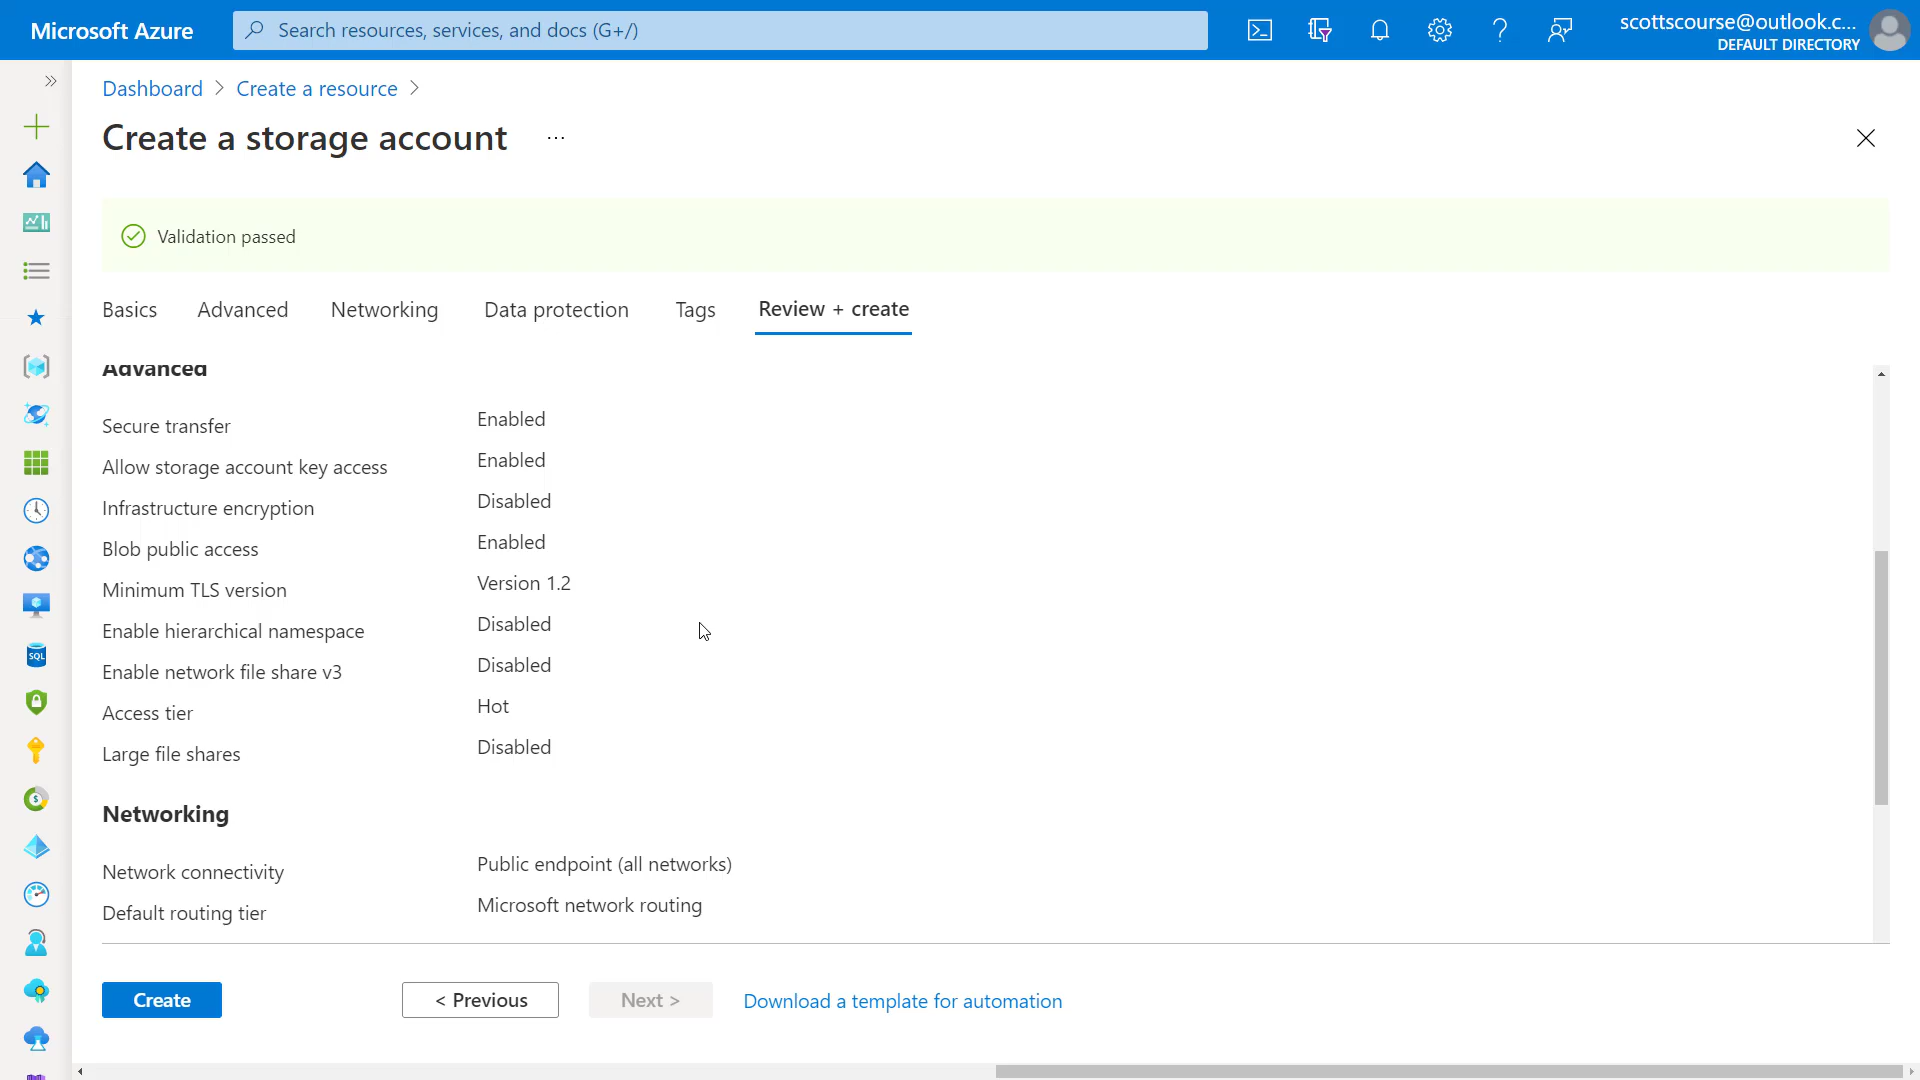 Microsoft Azure
Search resources, services, and docs (G+/)
scottscourse@outlook.c...
DEFAULT DIRECTORY
Dashboard
Create a resource
Create a storage account
...
Validation passed
Basics
Advanced
Networking
Data protection
Tags
Review + create
Advanced
Secure transfer Enabled
Allow storage account key access Enabled
Infrastructure encryption Disabled
Blob public access Enabled
Minimum TLS version Version 1.2
Enable hierarchical namespace Disabled
Enable network file share v3 Disabled
Access tier Hot
Large file shares Disabled
Networking
Network connectivity Public endpoint (all networks)
Default routing tier Microsoft network routing
Create
< Previous
Next >
Download a template for automation
SQL